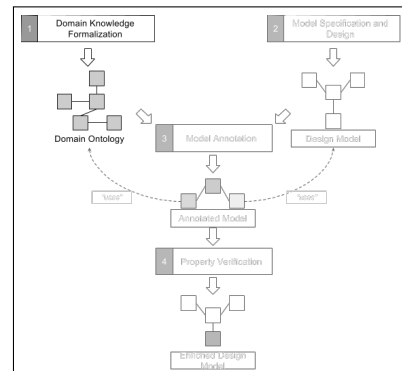 1
Domain Knowledge
Formalization
2
Model Specification and
Design
Domain Ontology
3
Model Annotation
Design Model
"uses"
"uses"
Annotated Model
4
Property Verification
Enriched Design
Model